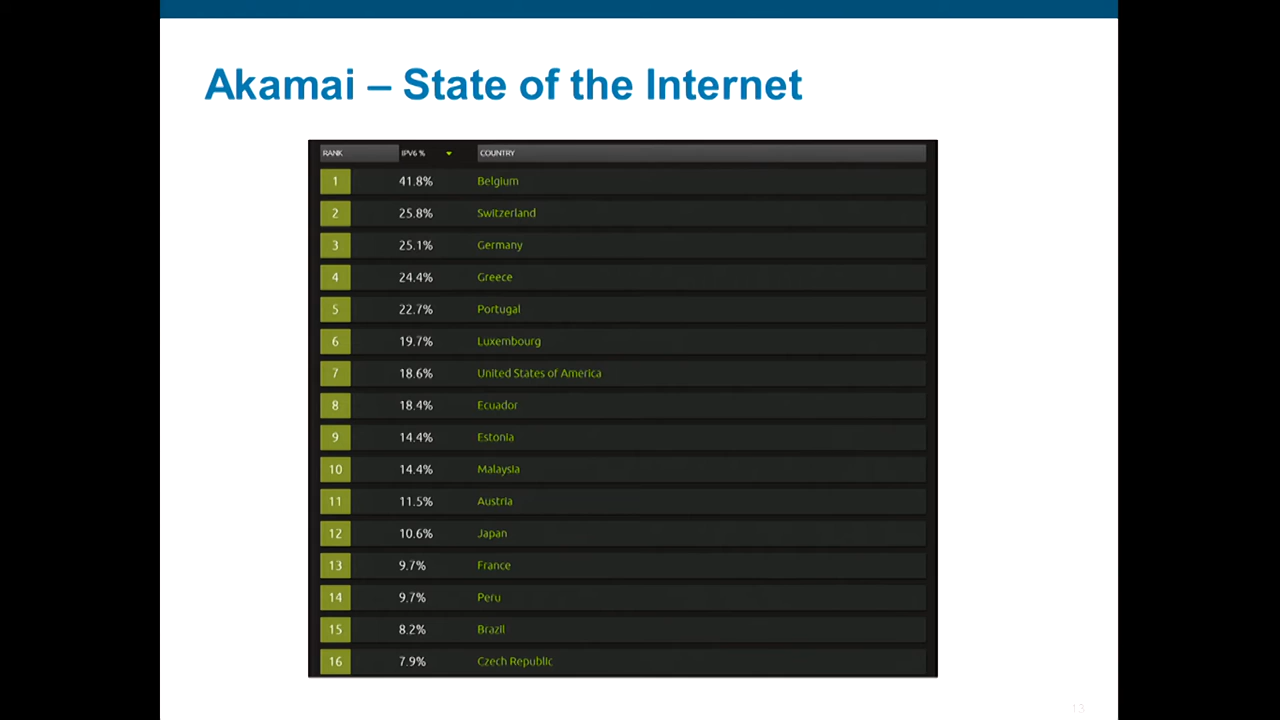 Akamai – State of the Internet
RANK IPV6 % COUNTRY
1 41.8% Belgium
2 25.8% Switzerland
3 25.1% Germany
4 24.4% Greece
5 22.7% Portugal
6 19.7% Luxembourg
7 18.6% United States of America
8 18.4% Ecuador
9 14.4% Estonia
10 14.4% Malaysia
11 11.5% Austria
12 10.6% Japan
13 9.7% France
14 9.7% Peru
15 8.2% Brazil
16 7.9% Czech Republic
13